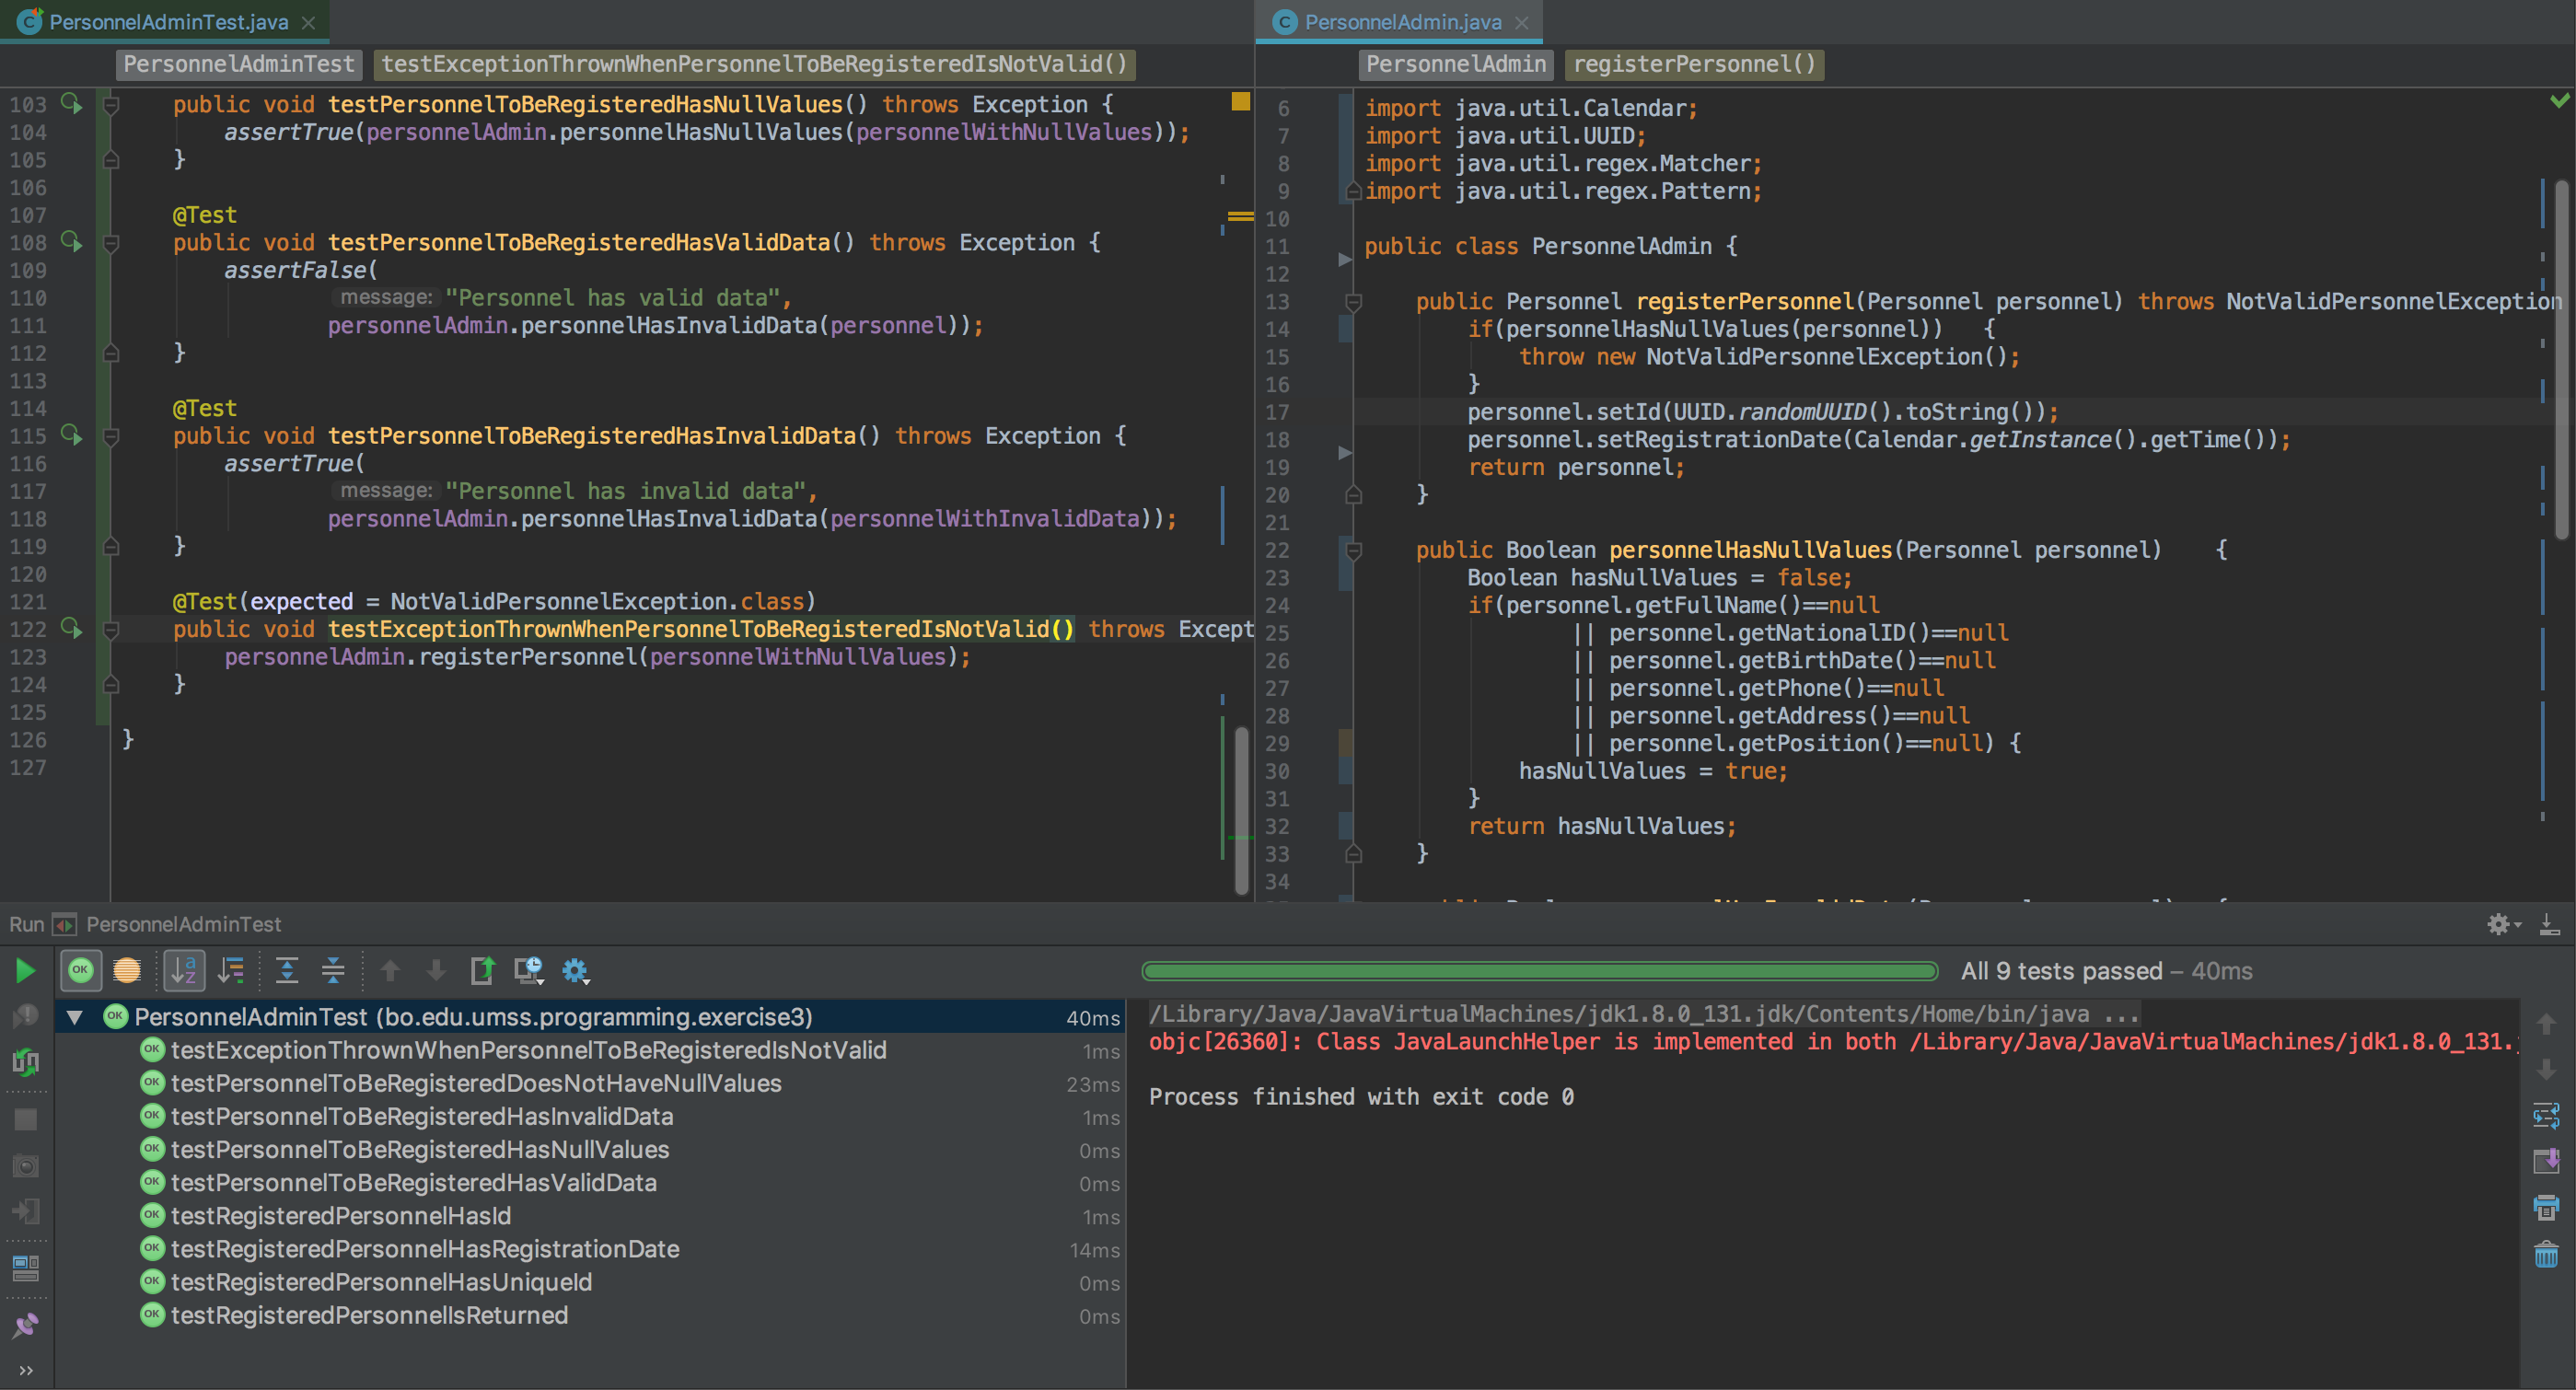 PersonnelAdminTest.java
PersonnelAdminTest testExceptionThrownWhenPersonnelToBeRegisteredIsNotValid()
103 public void testPersonnelToBeRegisteredHasNullValues() throws Exception {
104 assertTrue(personnelAdmin.personnelHasNullValues(personnelWithNullValues));
105 }
106
107 @Test
108 public void testPersonnelToBeRegisteredHasValidData() throws Exception {
109 assertFalse(
110 message: "Personnel has valid data",
111 personnelAdmin.personnelHasInvalidData(personnel));
112 }
113
114 @Test
115 public void testPersonnelToBeRegisteredHasInvalidData() throws Exception {
116 assertTrue(
117 message: "Personnel has invalid data",
118 personnelAdmin.personnelHasInvalidData(personnelWithInvalidData));
119 }
120
121 @Test(expected = NotValidPersonnelException.class)
122 public void testExceptionThrownWhenPersonnelToBeRegisteredIsNotValid() throws Except
123 personnelAdmin.registerPersonnel(personnelWithNullValues);
124 }
125
126 }
127
PersonnelAdmin.java
PersonnelAdmin registerPersonnel()
6 import java.util.Calendar;
7 import java.util.UUID;
8 import java.util.regex.Matcher;
9 import java.util.regex.Pattern;
10
11 public class PersonnelAdmin {
12
13 public Personnel registerPersonnel(Personnel personnel) throws NotValidPersonnelException
14 if(personnelHasNullValues(personnel)) {
15 throw new NotValidPersonnelException();
16 }
17 personnel.setId(UUID.randomUUID().toString());
18 personnel.setRegistrationDate(Calendar.getInstance().getTime());
19 return personnel;
20 }
21
22 public Boolean personnelHasNullValues(Personnel personnel) {
23 Boolean hasNullValues = false;
24 if(personnel.getFullName()==null
25 || personnel.getNationalID()==null
26 || personnel.getBirthDate()==null
27 || personnel.getPhone()==null
28 || personnel.getAddress()==null
29 || personnel.getPosition()==null) {
30 hasNullValues = true;
31 }
32 return hasNullValues;
33 }
34
Run PersonnelAdminTest
All 9 tests passed – 40ms
PersonnelAdminTest (bo.edu.umss.programming.exercise3) 40ms
OK testExceptionThrownWhenPersonnelToBeRegisteredIsNotValid 1ms
OK testPersonnelToBeRegisteredDoesNotHaveNullValues 23ms
OK testPersonnelToBeRegisteredHasInvalidData 1ms
OK testPersonnelToBeRegisteredHasNullValues 0ms
OK testPersonnelToBeRegisteredHasValidData 0ms
OK testRegisteredPersonnelHasId 1ms
OK testRegisteredPersonnelHasRegistrationDate 14ms
OK testRegisteredPersonnelHasUniqueId 0ms
OK testRegisteredPersonnelIsReturned 0ms
/Library/Java/JavaVirtualMachines/jdk1.8.0_131.jdk/Contents/Home/bin/java ...
objc[26360]: Class JavaLaunchHelper is implemented in both /Library/Java/JavaVirtualMachines/jdk1.8.0_131.
Process finished with exit code 0